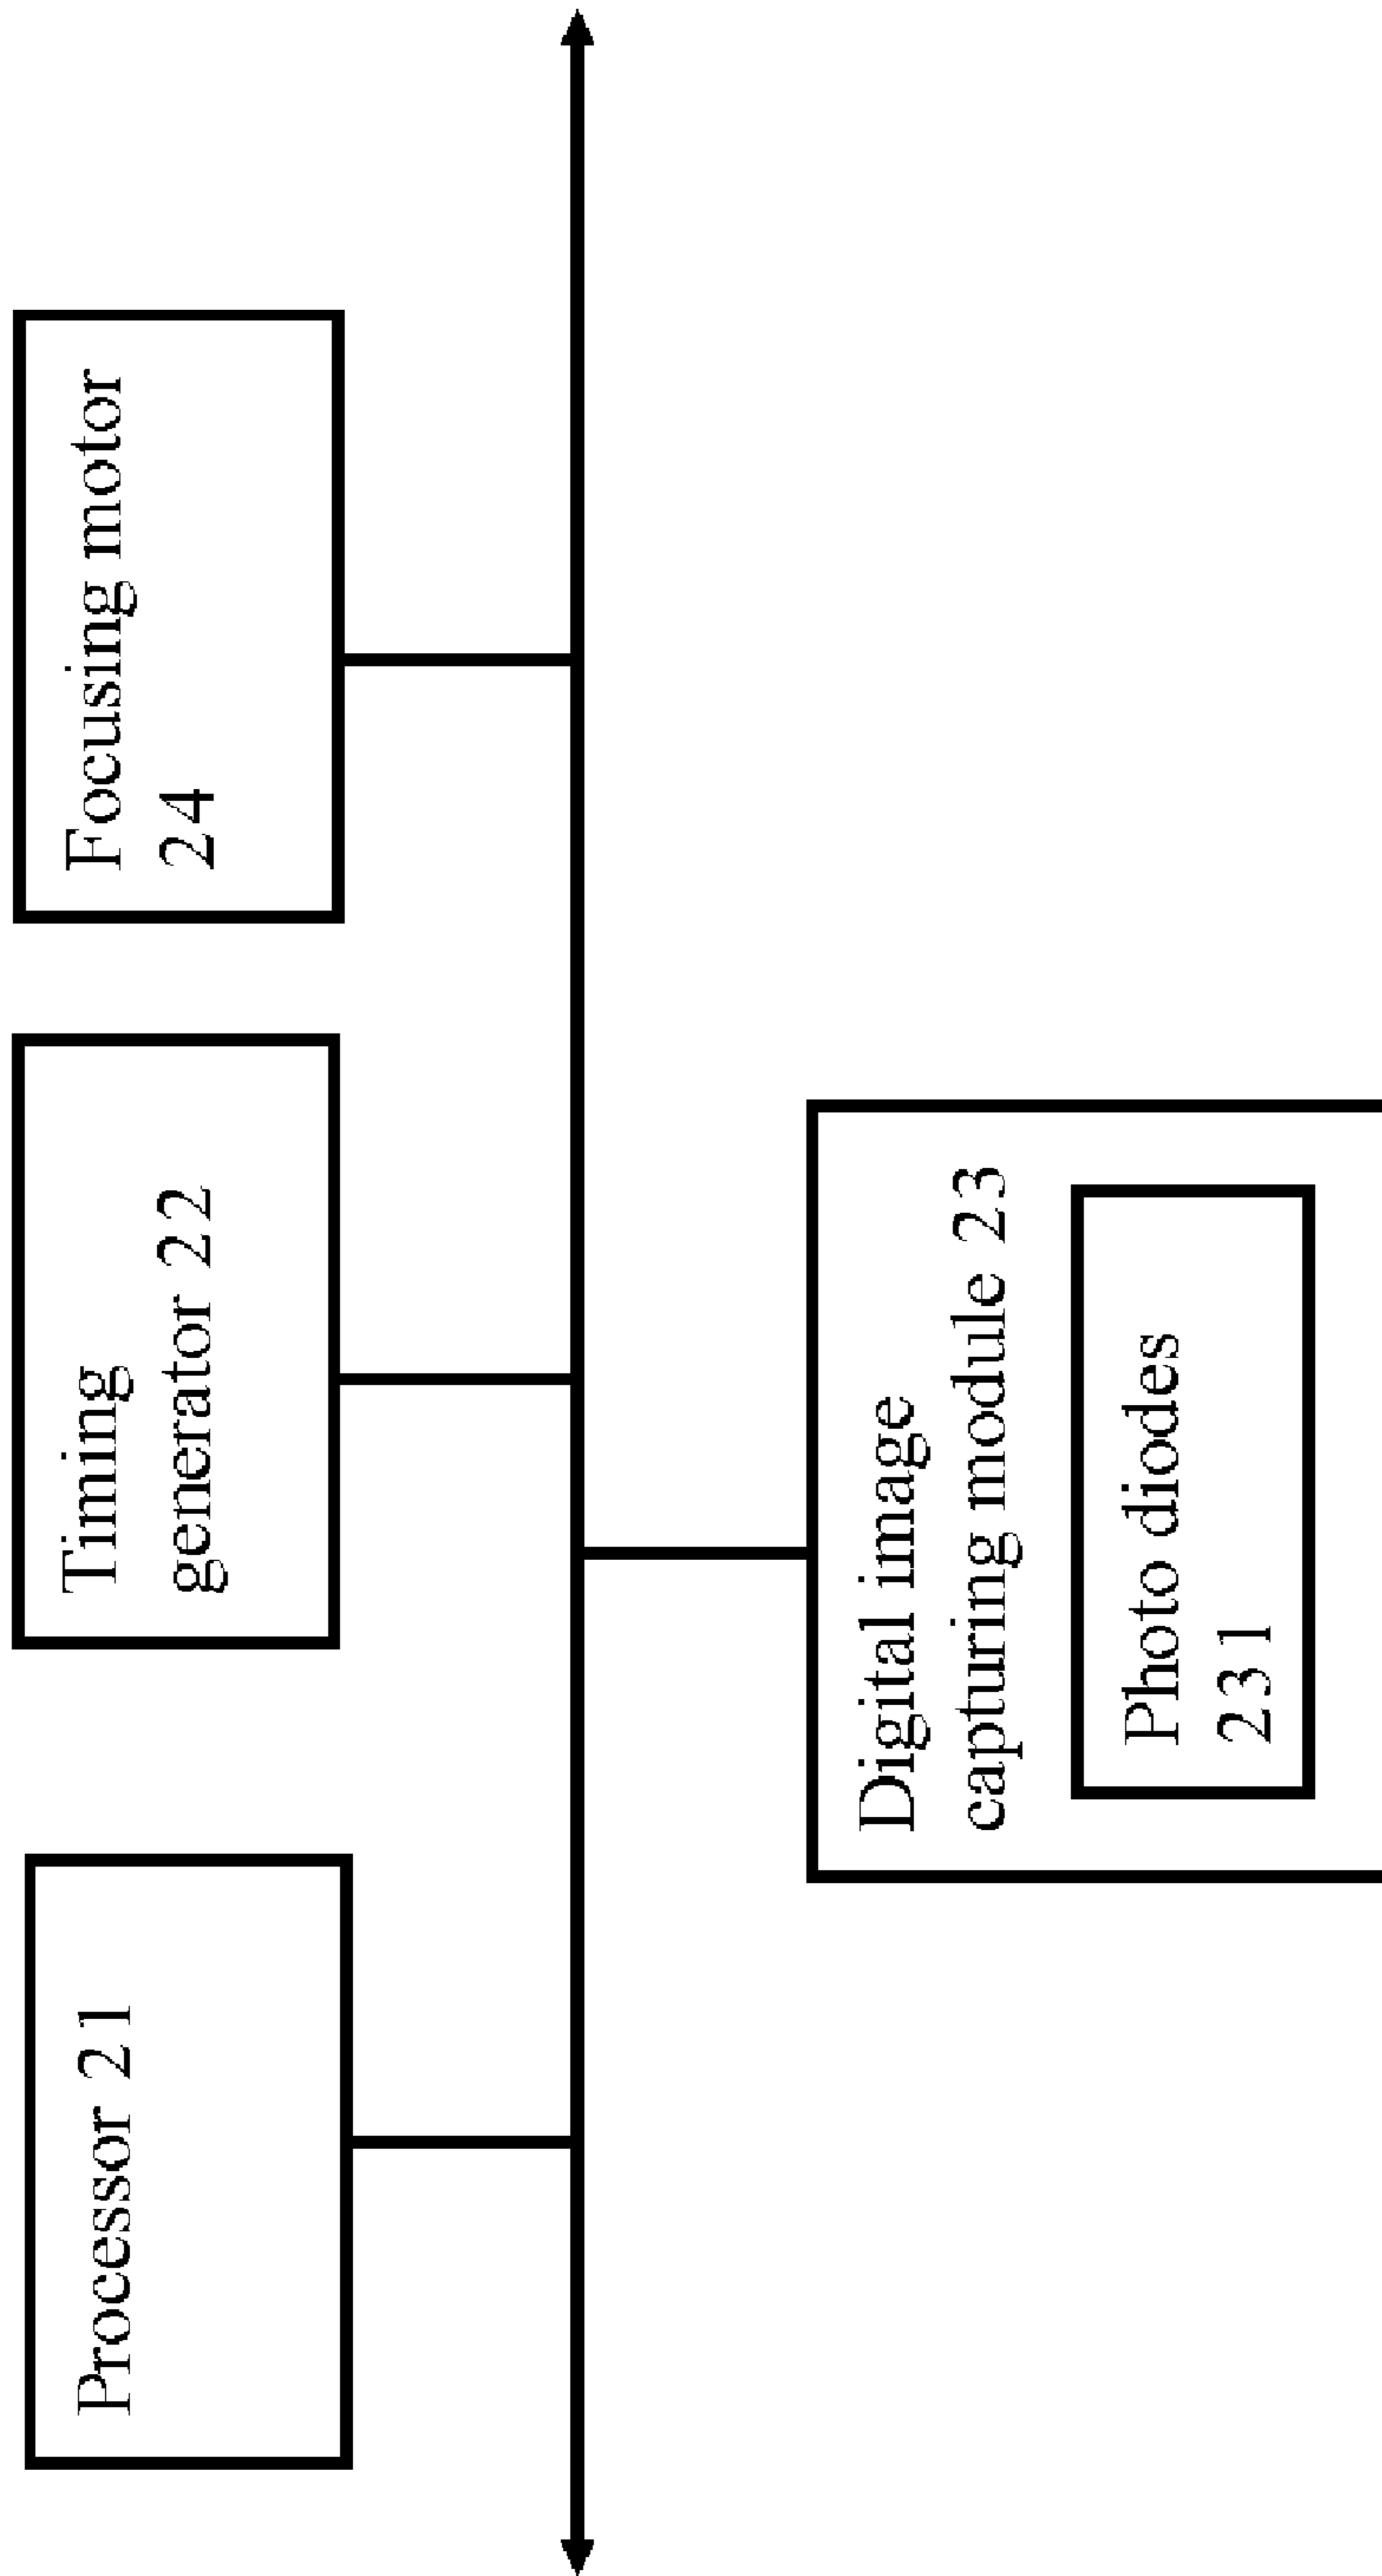 Processor 21
Timing
generator 22
Focusing motor
24
Digital image
capturing module 23
Photo diodes
231